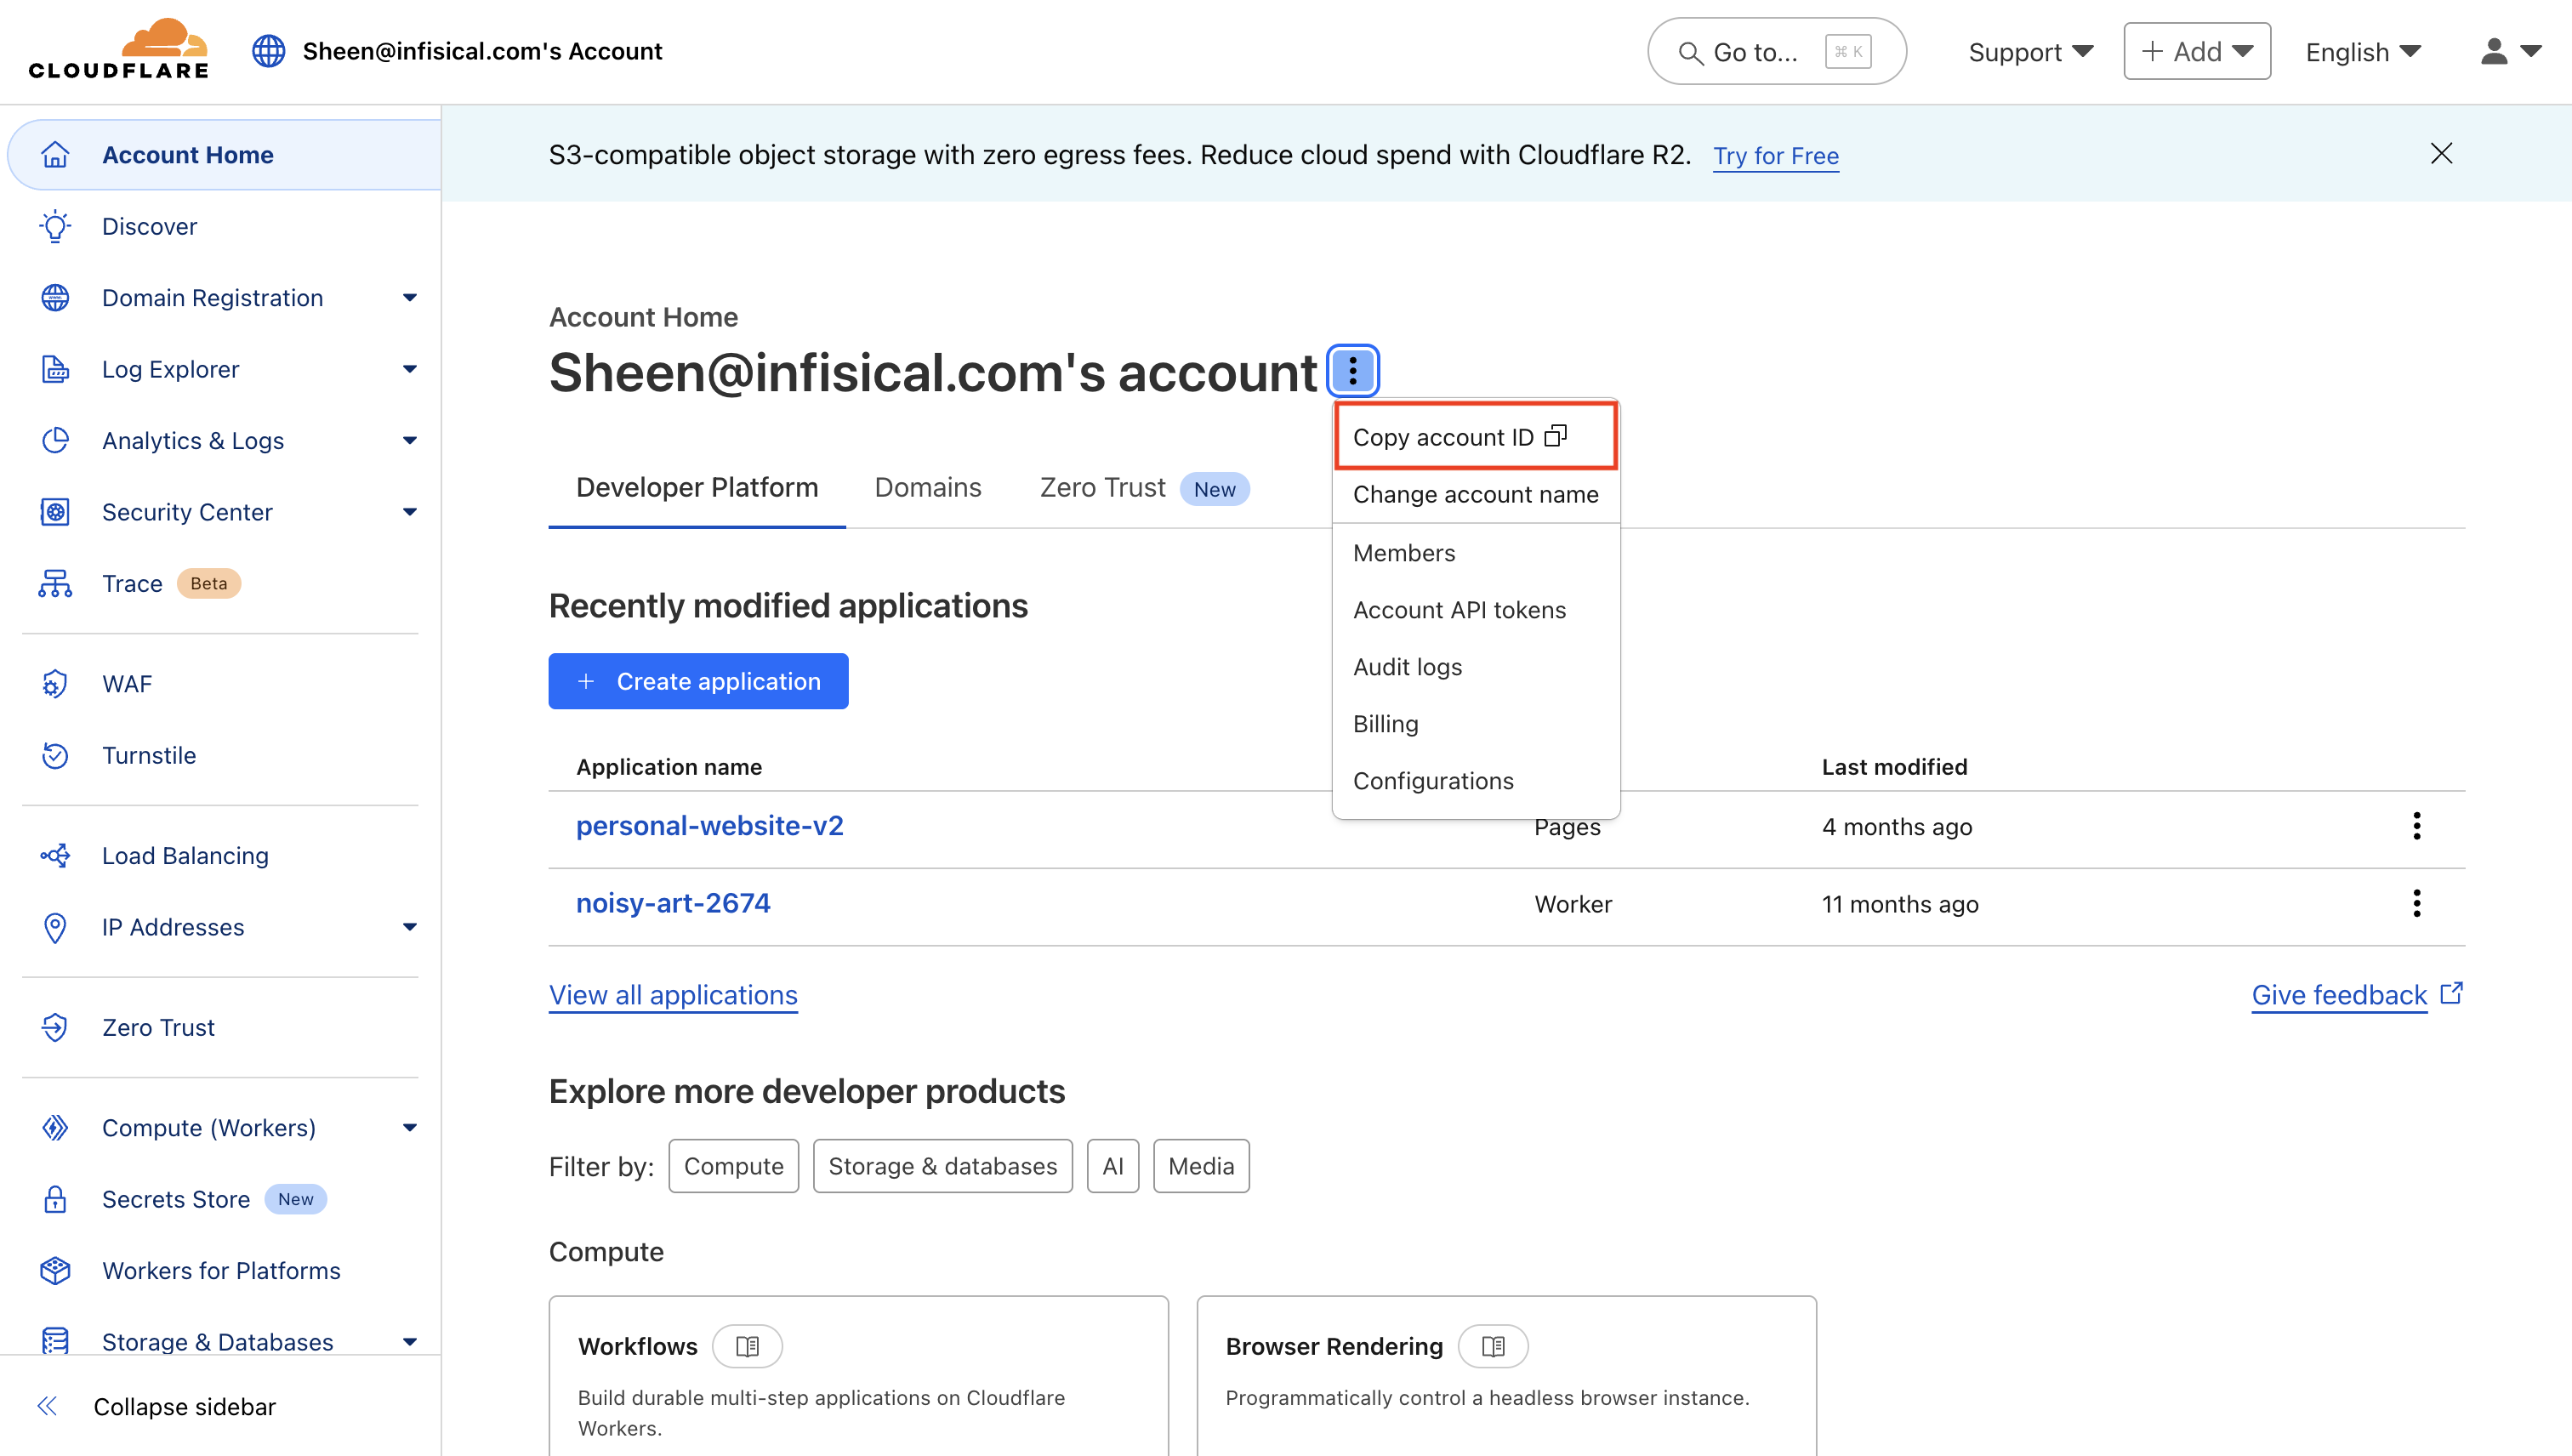 CLOUDFLARE
Sheen@infisical.com's Account
Go to...
⌘ K
Support
+ Add
English
Account Home
Discover
Domain Registration
Log Explorer
Analytics & Logs
Security Center
Trace Beta
WAF
Turnstile
Load Balancing
IP Addresses
Zero Trust
Compute (Workers)
Secrets Store New
Workers for Platforms
Storage & Databases
Collapse sidebar
S3-compatible object storage with zero egress fees. Reduce cloud spend with Cloudflare R2. Try for Free
Account Home
Sheen@infisical.com's account
Copy account ID
Change account name
Members
Account API tokens
Audit logs
Billing
Configurations
Developer Platform
Domains
Zero Trust New
Recently modified applications
+ Create application
Application name
Last modified
personal-website-v2 Pages 4 months ago
noisy-art-2674 Worker 11 months ago
View all applications
Give feedback
Explore more developer products
Filter by: Compute Storage & databases AI Media
Compute
Workflows
Build durable multi-step applications on Cloudflare
Workers.
Browser Rendering
Programmatically control a headless browser instance.